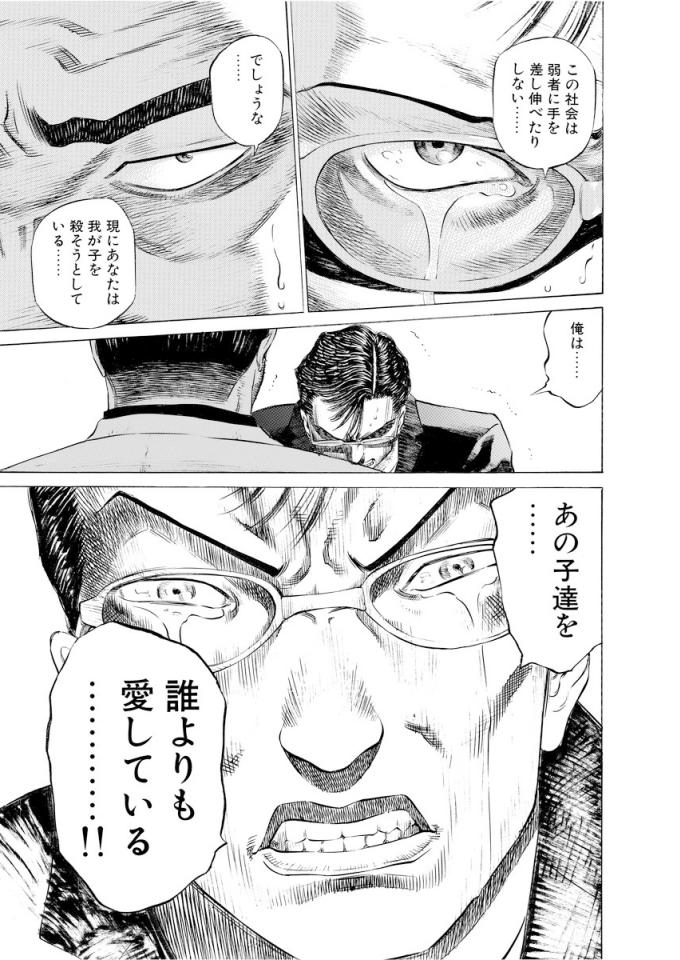 この社会は
弱者に手を
差し伸べたり
しない……
でしょうな
……
現にあなたは
我が子を
殺そうとして
いる……
俺は……
あの子達を
……
誰よりも
愛している
…………!!